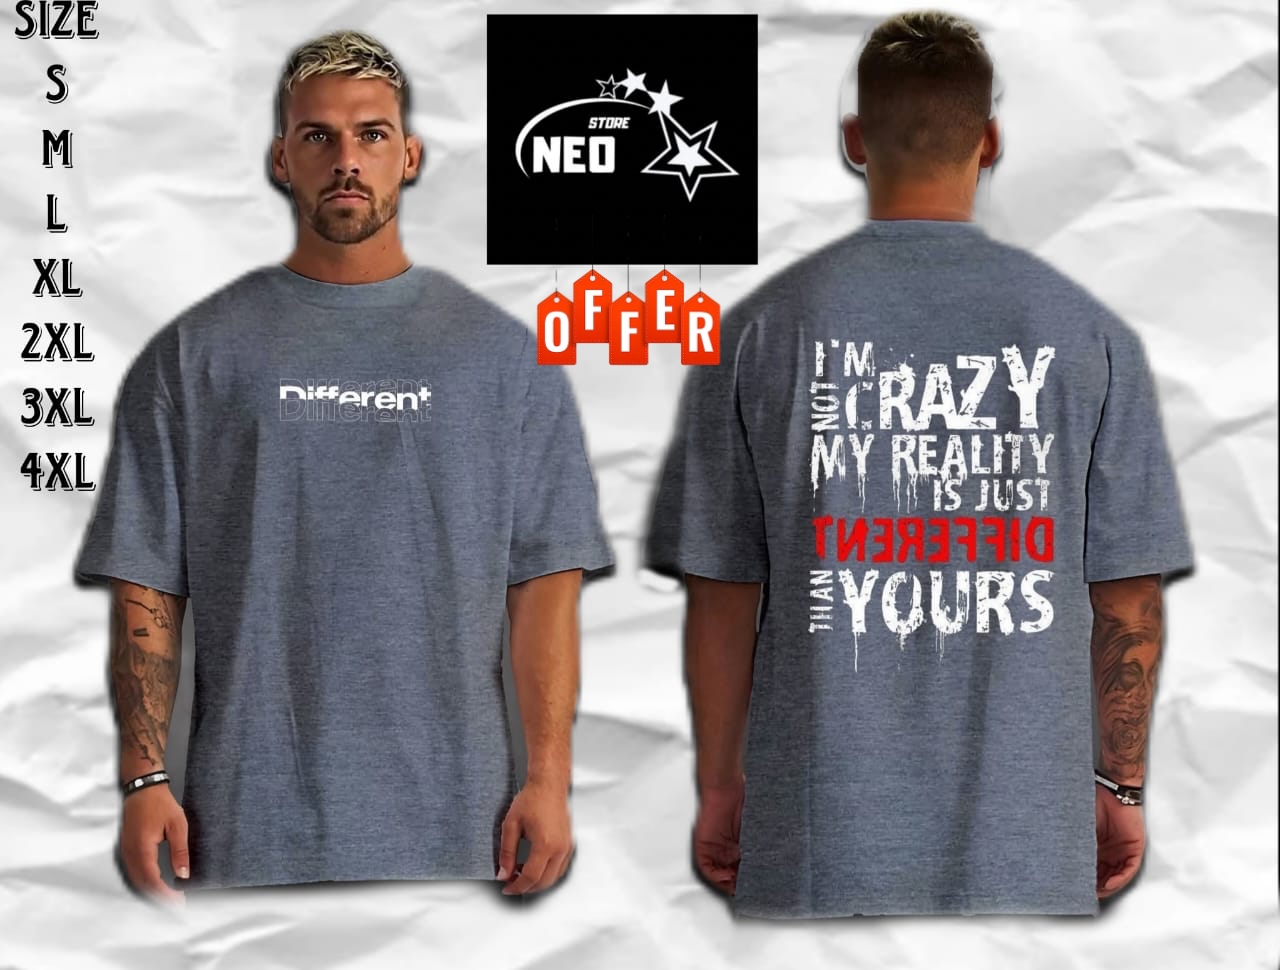 SIZE
S
M
L
XL
2XL
3XL
4XL
STORE
NEO
OFFER
Different
Different
Different
I'M
NOT CRAZY
MY REALITY
IS JUST
DIFFERENT
THAN YOURS